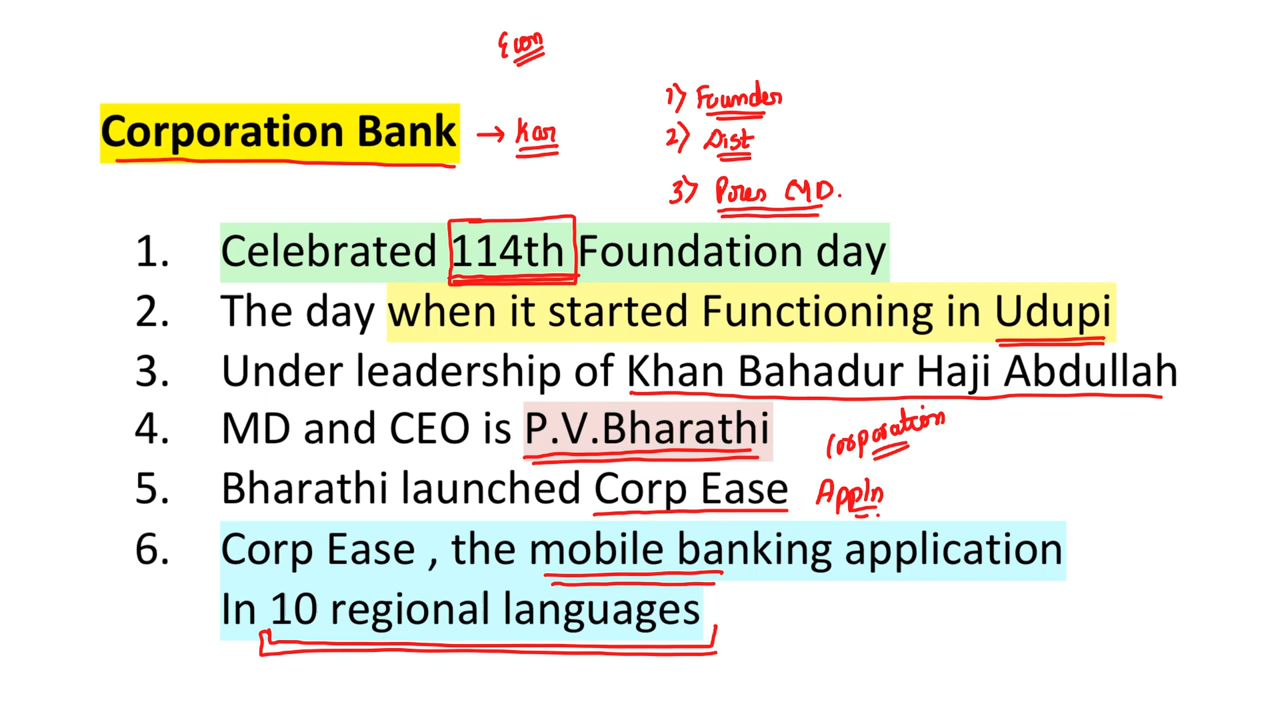 Econ
Corporation Bank → Kar
1) Founder
2) Dist
3) Pres MD.
1. Celebrated 114th Foundation day
2. The day when it started Functioning in Udupi
3. Under leadership of Khan Bahadur Haji Abdullah
4. MD and CEO is P.V.Bharathi
Corporation
5. Bharathi launched Corp Ease Appln
6. Corp Ease , the mobile banking application
In 10 regional languages